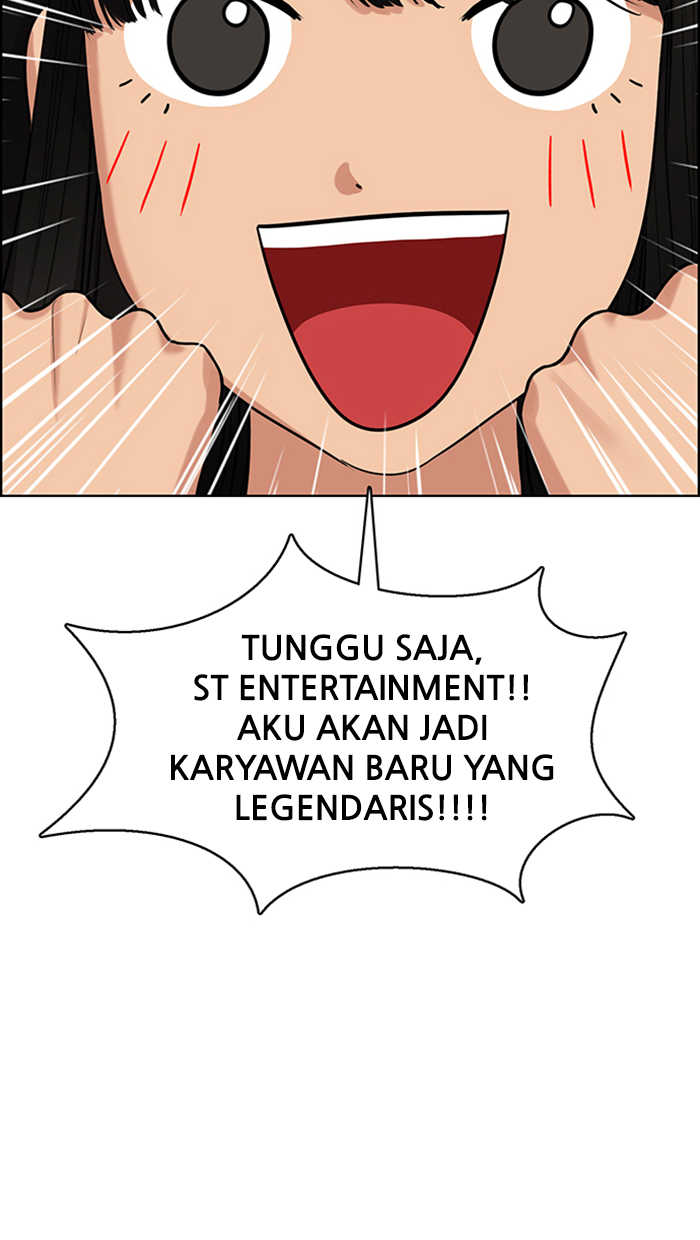 TUNGGU SAJA,
ST ENTERTAINMENT!!
AKU AKAN JADI
KARYAWAN BARU YANG
LEGENDARIS!!!!